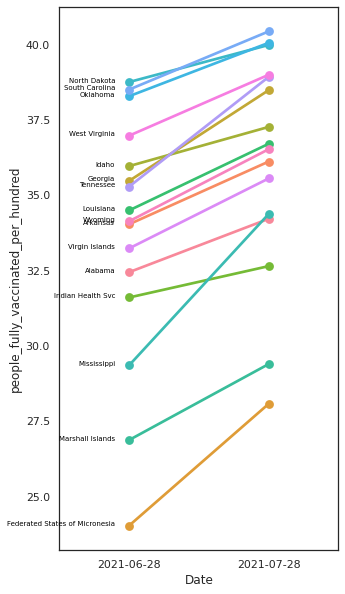 40.0
37.5
35.0
32.5
30.0
27.5
25.0
people_fully_vaccinated_per_hundred
North Dakota
South Carolina
Oklahoma
West Virginia
Idaho
Georgia
Tennessee
Louisiana
Wyoming
Arkansas
Virgin Islands
Alabama
Indian Health Svc
Mississippi
Marshall Islands
Federated States of Micronesia
2021-06-28
2021-07-28
Date